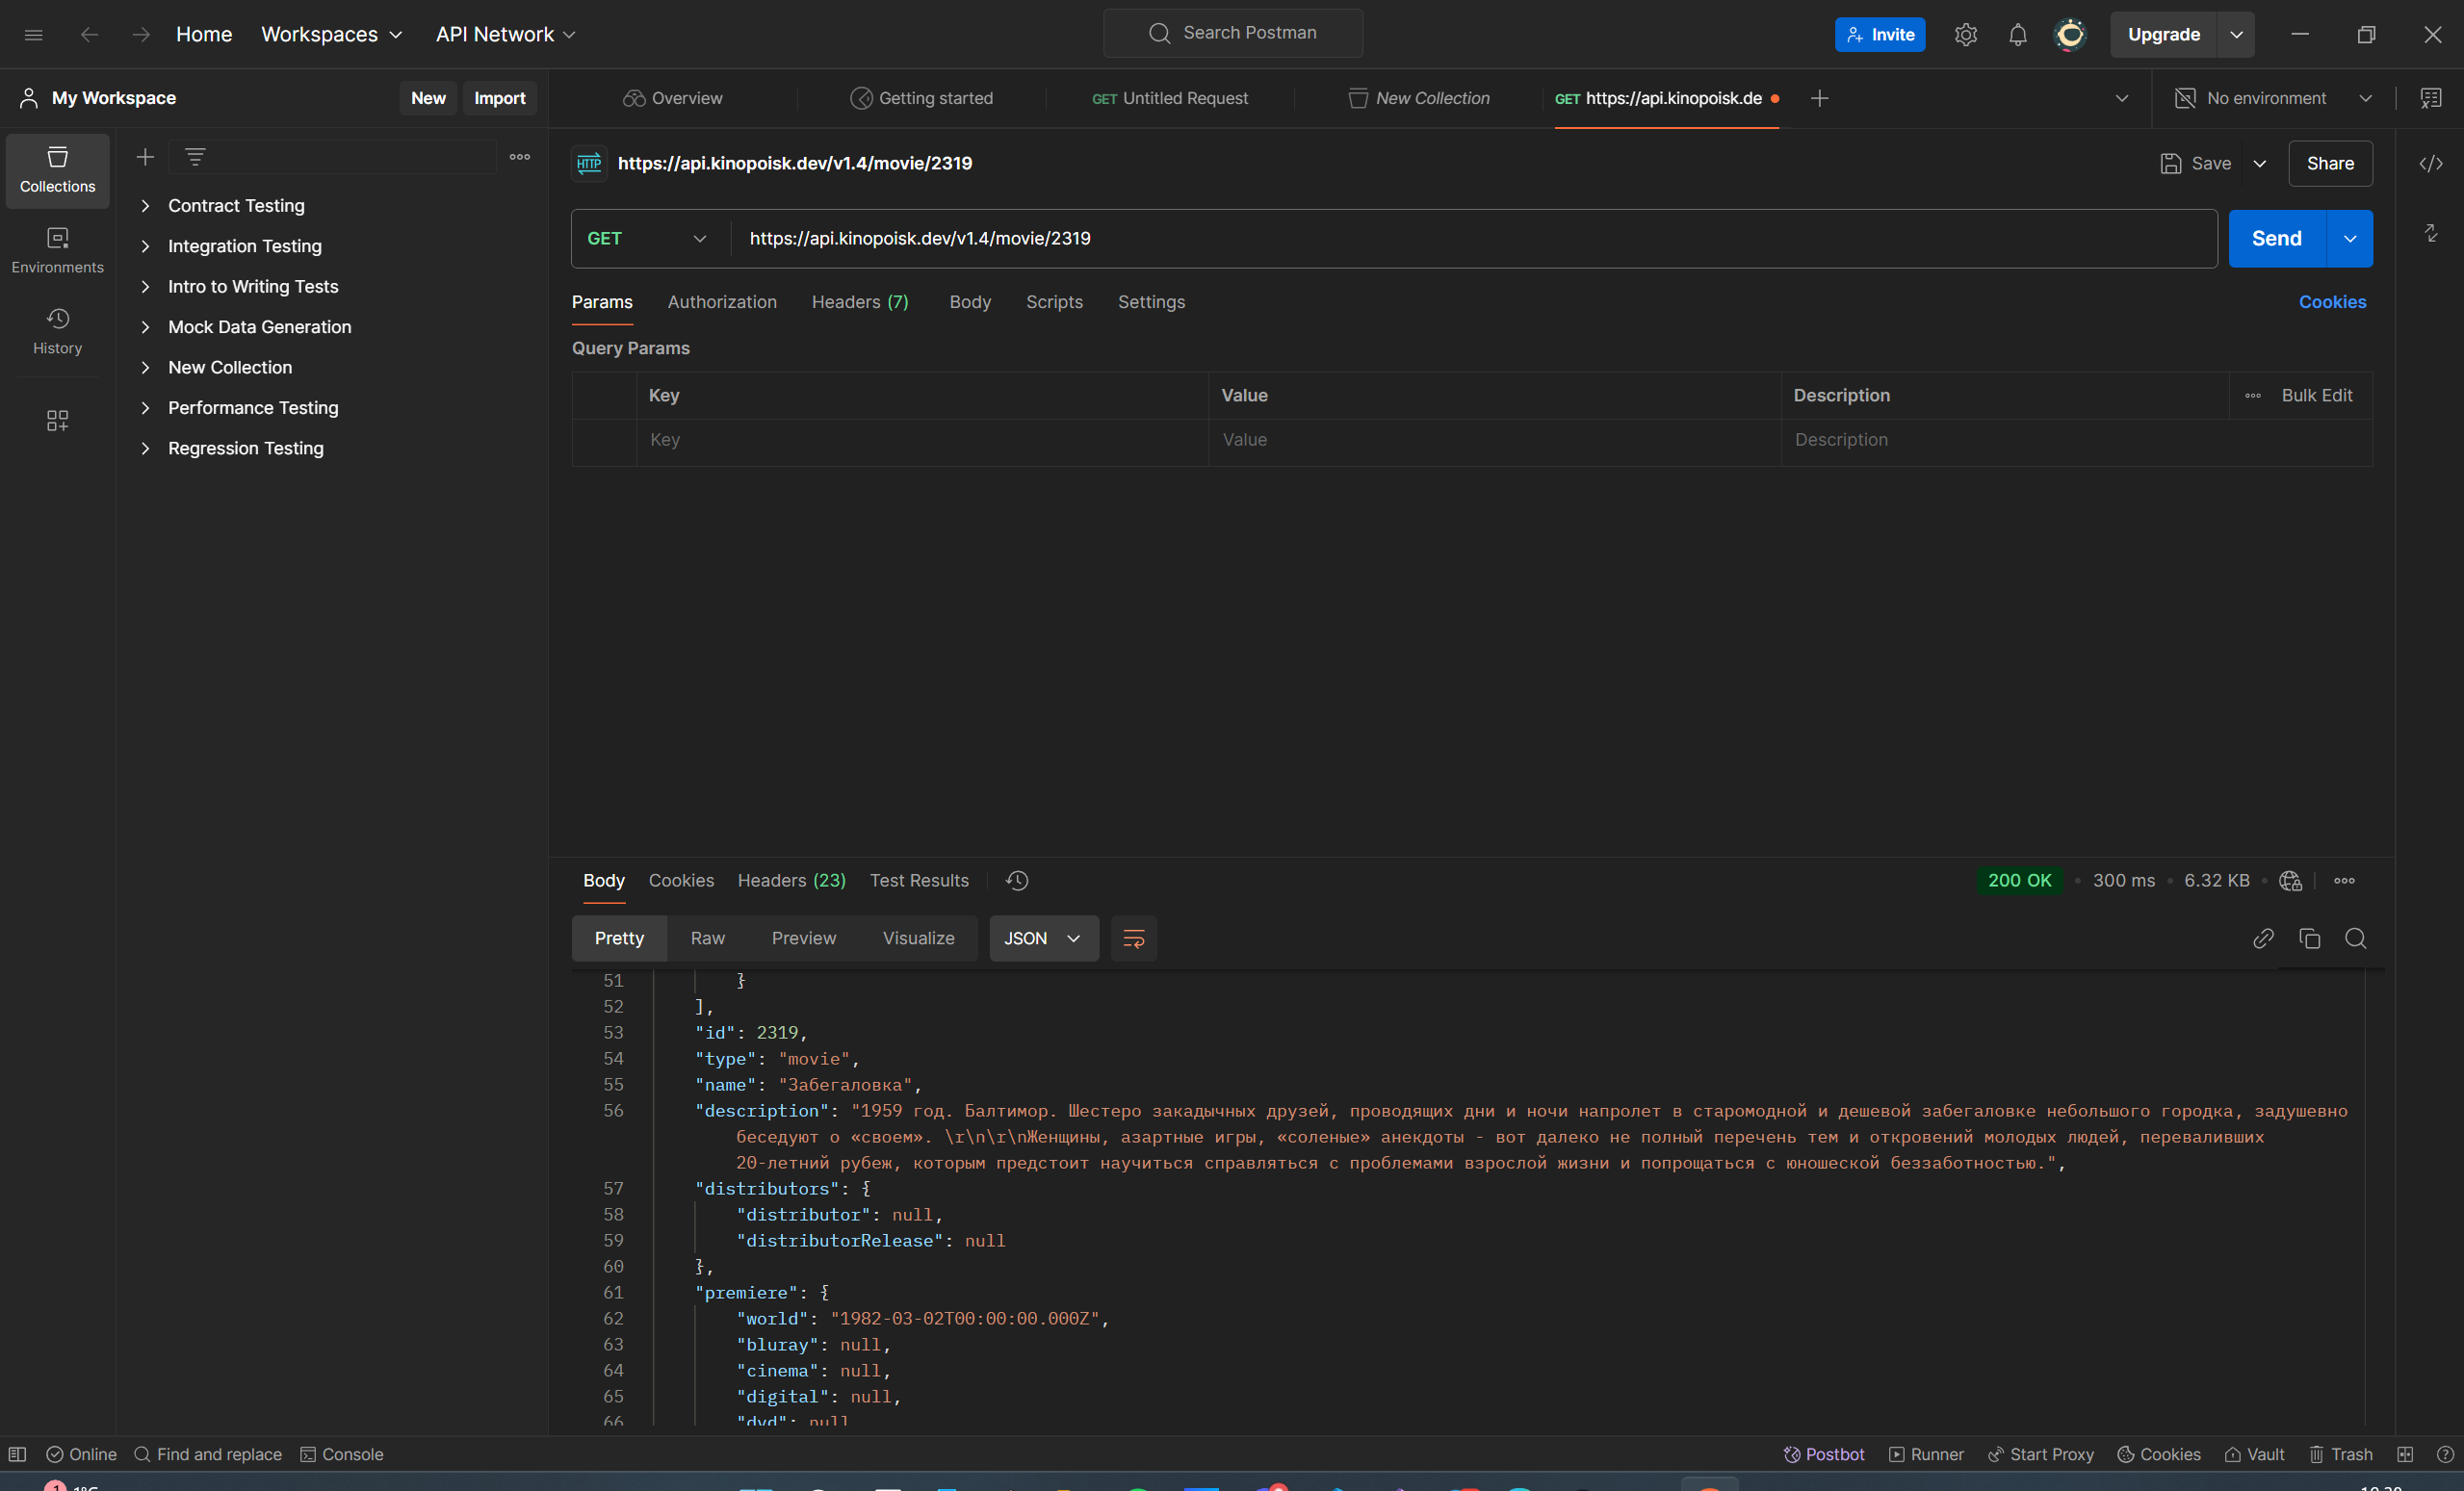 Home Workspaces API Network Search Postman Invite Upgrade
My Workspace New Import Overview Getting started GET Untitled Request New Collection GET https://api.kinopoisk.de No environment
Collections
Environments
History
Contract Testing
Integration Testing
Intro to Writing Tests
Mock Data Generation
New Collection
Performance Testing
Regression Testing
HTTP https://api.kinopoisk.dev/v1.4/movie/2319 Save Share
GET https://api.kinopoisk.dev/v1.4/movie/2319 Send
Params Authorization Headers (7) Body Scripts Settings Cookies
Query Params
Key Value Description Bulk Edit
Key Value Description
Body Cookies Headers (23) Test Results 200 OK 300 ms 6.32 KB
Pretty Raw Preview Visualize JSON
51 }
52 ],
53 "id": 2319,
54 "type": "movie",
55 "name": "Забегаловка",
56 "description": "1959 год. Балтимор. Шестеро закадычных друзей, проводящих дни и ночи напролет в старомодной и дешевой забегаловке небольшого городка, задушевно
беседуют о «своем». \r\n\r\nЖенщины, азартные игры, «соленые» анекдоты - вот далеко не полный перечень тем и откровений молодых людей, переваливших
20-летний рубеж, которым предстоит научиться справляться с проблемами взрослой жизни и попрощаться с юношеской беззаботностью.",
57 "distributors": {
58 "distributor": null,
59 "distributorRelease": null
60 },
61 "premiere": {
62 "world": "1982-03-02T00:00:00.000Z",
63 "bluray": null,
64 "cinema": null,
65 "digital": null,
66 "dvd": null
Online Find and replace Console Postbot Runner Start Proxy Cookies Vault Trash